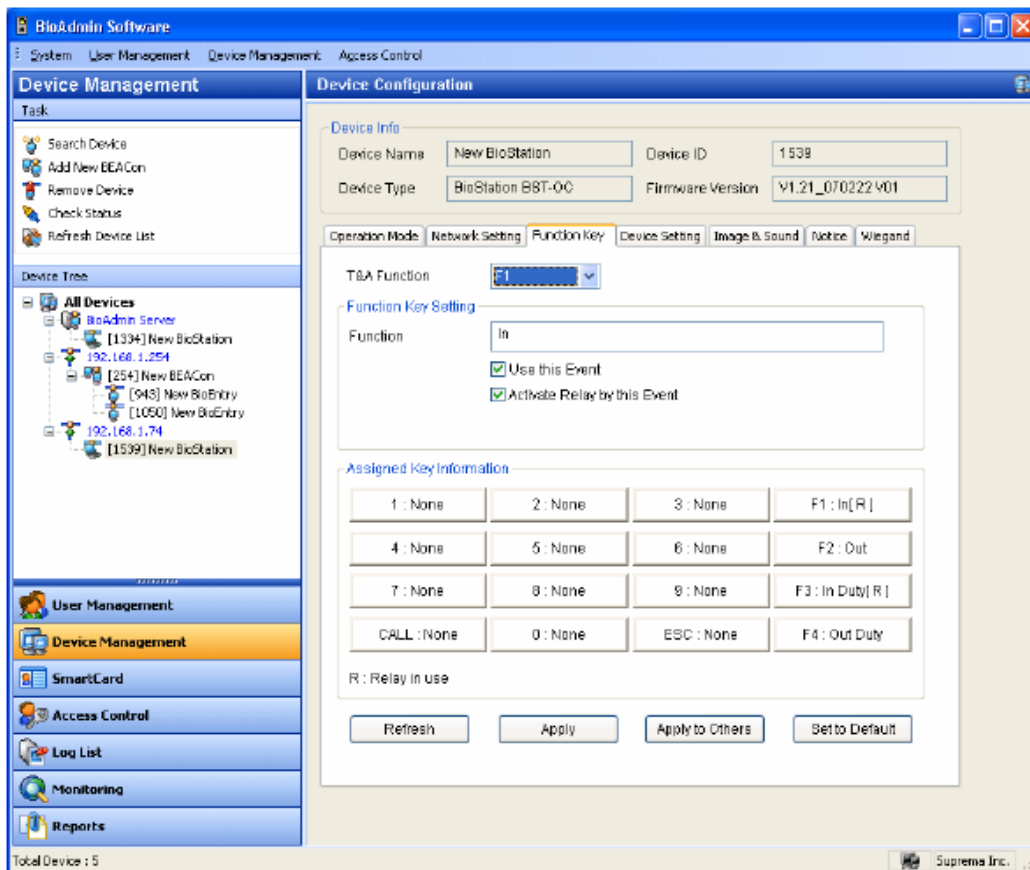 BioAdmin Software
System User Management Device Management Access Control
Device Management
Task
Search Device
Add New BEACon
Remove Device
Check Status
Refresh Device List
Device Tree
All Devices
BioAdmin Server
[1334] New BioStation
192.168.1.254
[254] New BEACon
[943] New BioEntry
[1050] New BioEntry
192.168.1.74
[1539] New BioStation
User Management
Device Management
SmartCard
Access Control
Log List
Monitoring
Reports
Device Configuration
Device Info
Device Name New BioStation Device ID 1539
Device Type BioStation BST-OC Firmware Version V1.21_070222 V01
Operation Mode Network Setting Function Key Device Setting Image & Sound Notice Wiegand
T&A Function F1
Function Key Setting
Function In
Use this Event
Activate Relay by this Event
Assigned Key Information
1 : None 2 : None 3 : None F1 : In[ R ]
4 : None 5 : None 6 : None F2 : Out
7 : None 8 : None 9 : None F3 : In Duty[ R ]
CALL : None 0 : None ESC : None F4 : Out Duty
R : Relay in use
Refresh Apply Apply to Others Set to Default
Total Device : 5 Suprema Inc.